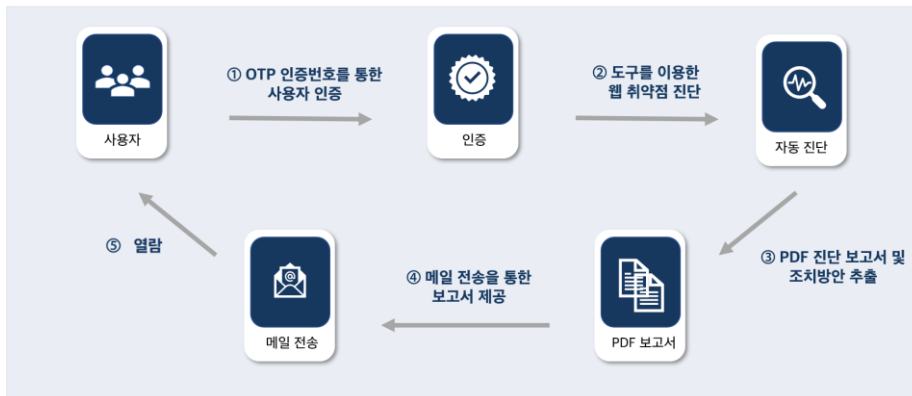 사용자
① OTP 인증번호를 통한
사용자 인증
인증
② 도구를 이용한
웹 취약점 진단
자동 진단
③ PDF 진단 보고서 및
조치방안 추출
PDF 보고서
④ 메일 전송을 통한
보고서 제공
메일 전송
⑤ 열람